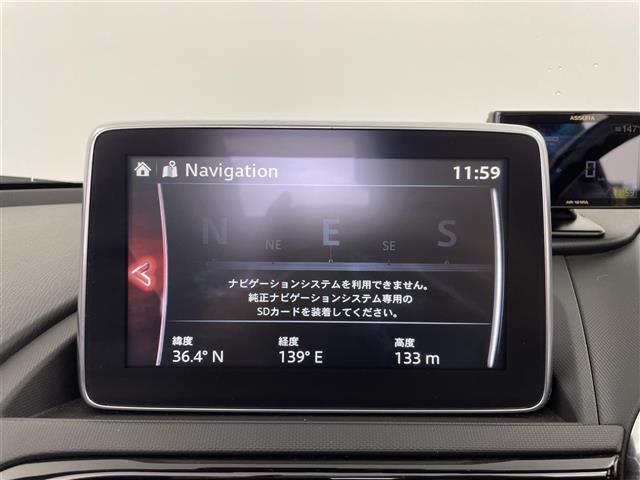 Navigation 11:59
N NE E SE S
ナビゲーションシステムを利用できません。
純正ナビゲーションシステム専用の
SDカードを装着してください。
緯度 経度 高度
36.4° N 139° E 133 m
ASSURA
147°
0